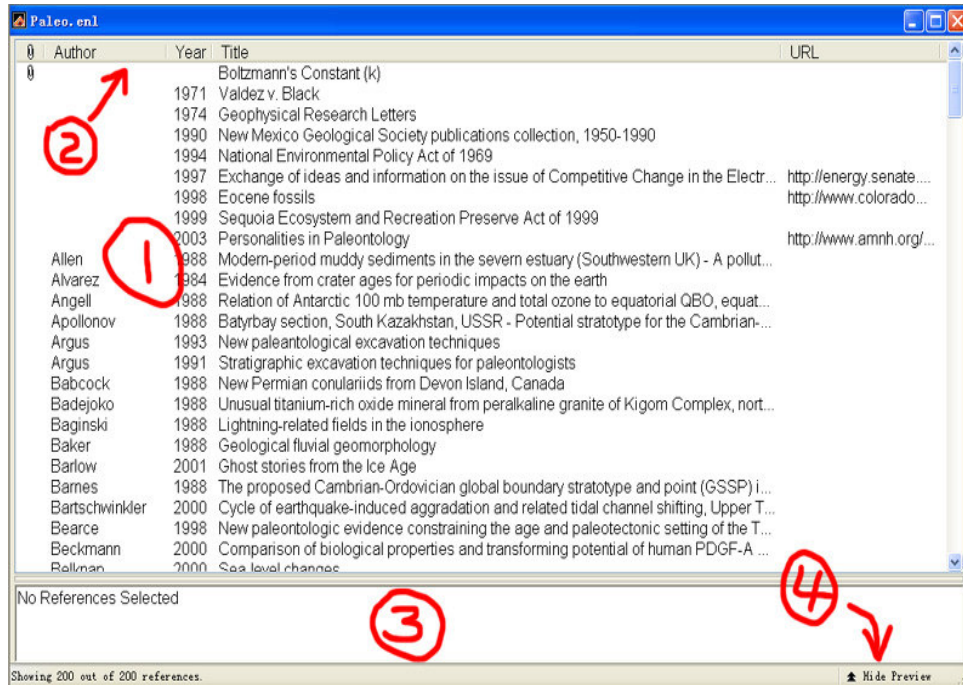 Paleo.enl
Author Year Title URL
Boltzmann's Constant (k)
1971 Valdez v. Black
1974 Geophysical Research Letters
1990 New Mexico Geological Society publications collection, 1950-1990
1994 National Environmental Policy Act of 1969
1997 Exchange of ideas and information on the issue of Competitive Change in the Electr... http://energy.senate....
1998 Eocene fossils http://www.colorado...
1999 Sequoia Ecosystem and Recreation Preserve Act of 1999
2003 Personalities in Paleontology http://www.amnh.org/...
Allen 1988 Modern-period muddy sediments in the severn estuary (Southwestern UK) - A pollut...
Alvarez 1984 Evidence from crater ages for periodic impacts on the earth
Angell 1988 Relation of Antarctic 100 mb temperature and total ozone to equatorial QBO, equat...
Apollonov 1988 Batyrbay section, South Kazakhstan, USSR - Potential stratotype for the Cambrian-...
Argus 1993 New paleantological excavation techniques
Argus 1991 Stratigraphic excavation techniques for paleontologists
Babcock 1988 New Permian conulariids from Devon Island, Canada
Badejoko 1988 Unusual titanium-rich oxide mineral from peralkaline granite of Kigom Complex, nort...
Baginski 1988 Lightning-related fields in the ionosphere
Baker 1988 Geological fluvial geomorphology
Barlow 2001 Ghost stories from the Ice Age
Barnes 1988 The proposed Cambrian-Ordovician global boundary stratotype and point (GSSP) i...
Bartschwinkler 2000 Cycle of earthquake-induced aggradation and related tidal channel shifting, Upper T...
Bearce 1998 New paleontologic evidence constraining the age and paleotectonic setting of the T...
Beckmann 2000 Comparison of biological properties and transforming potential of human PDGF-A ...
Belknap 2000 Sea level changes
No References Selected
Showing 200 out of 200 references. Hide Preview
2
1
3
4